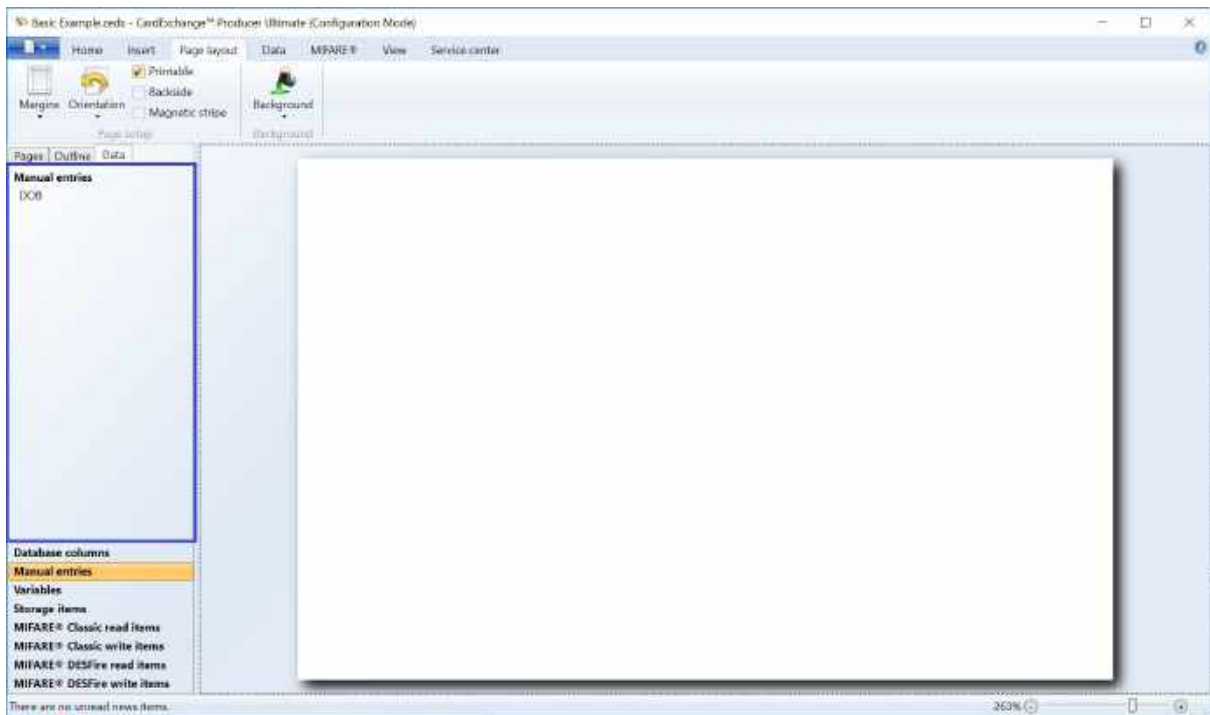 Basic Example.ceds - CardExchange™ Producer Ultimate (Configuration Mode)
Home Insert Page layout Data MIFARE® View Service center
Printable
Backside
Magnetic stripe
Margins Orientation Background
Page setup Background
Pages Outline Data
Manual entries
DOB
Database columns
Manual entries
Variables
Storage items
MIFARE® Classic read items
MIFARE® Classic write items
MIFARE® DESFire read items
MIFARE® DESFire write items
There are no unread news items.
263%